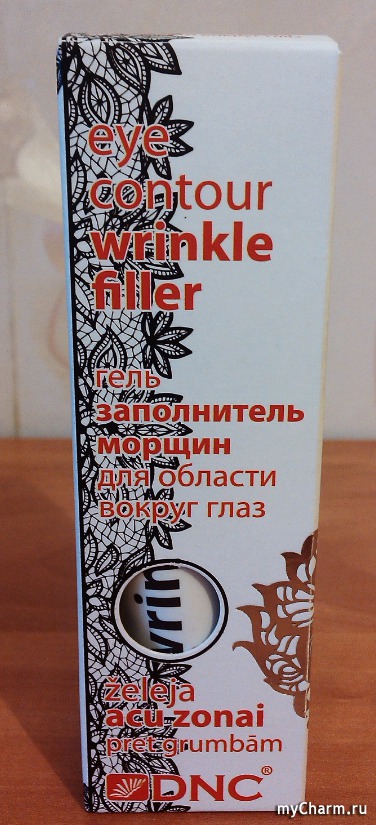 eye
contour
wrinkle
filler
гель
заполнитель
морщин
для области
вокруг глаз
wrin
želeja
acu zonai
pret grumbām
DNC®
myCharm.ru